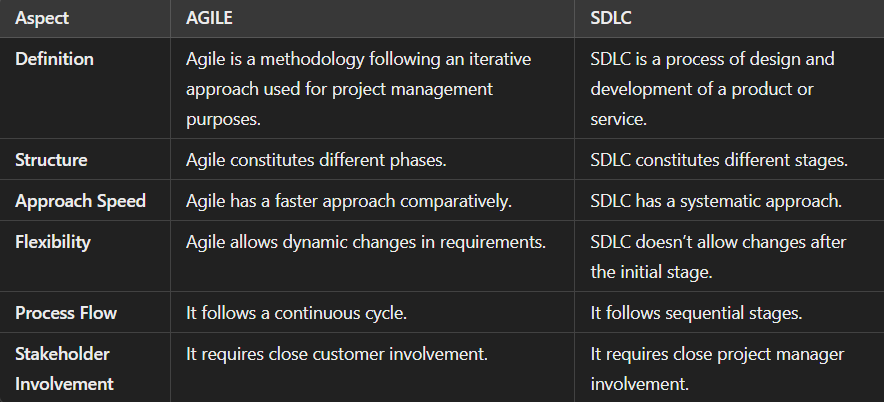 Aspect AGILE SDLC
Definition Agile is a methodology following an iterative SDLC is a process of design and
approach used for project management development of a product or
purposes. service.
Structure Agile constitutes different phases. SDLC constitutes different stages.
Approach Speed Agile has a faster approach comparatively. SDLC has a systematic approach.
Flexibility Agile allows dynamic changes in requirements. SDLC doesn’t allow changes after
the initial stage.
Process Flow It follows a continuous cycle. It follows sequential stages.
Stakeholder It requires close customer involvement. It requires close project manager
Involvement involvement.